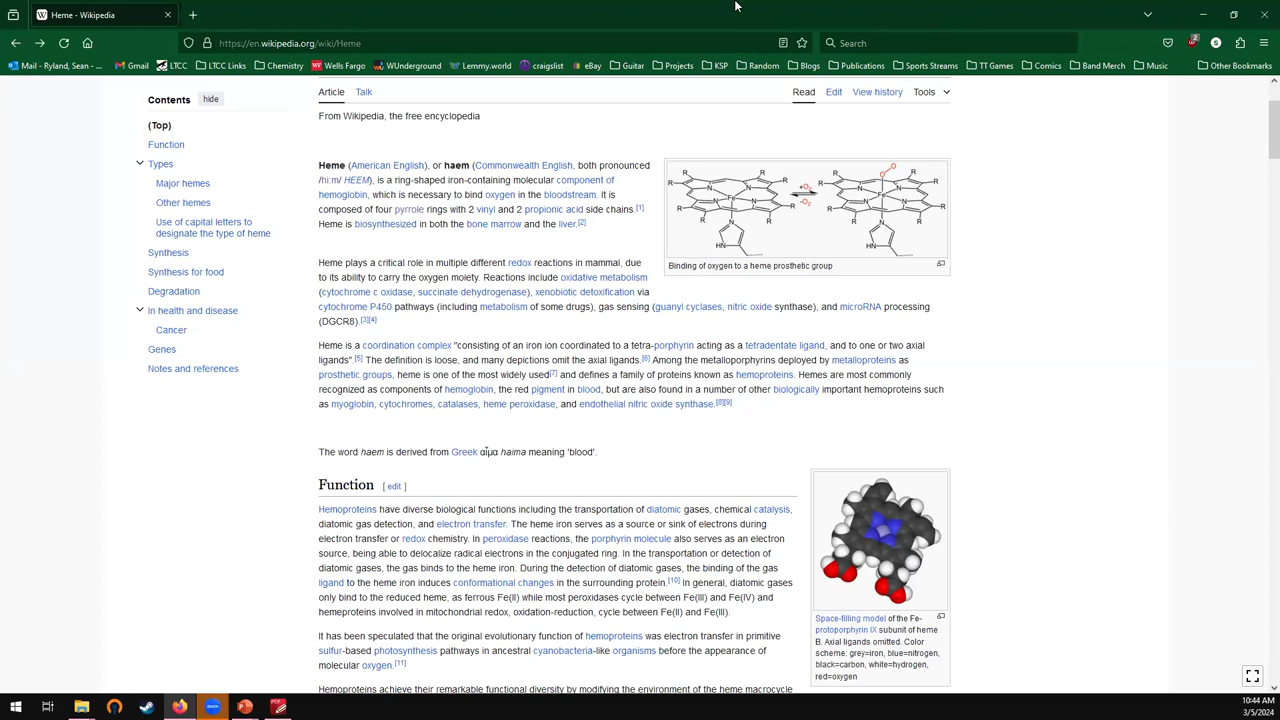 Heme - Wikipedia
https://en.wikipedia.org/wiki/Heme
Search
Mail - Ryland, Sean - ...
Gmail
LTCC
LTCC Links
Chemistry
Wells Fargo
WUnderground
Lemmy.world
craigslist
eBay
Guitar
Projects
KSP
Random
Blogs
Publications
Sports Streams
TT Games
Comics
Band Merch
Music
Other Bookmarks
Contents hide
(Top)
Function
Types
Major hemes
Other hemes
Use of capital letters to
designate the type of heme
Synthesis
Synthesis for food
Degradation
In health and disease
Cancer
Genes
Notes and references
Article Talk
Read Edit View history Tools
From Wikipedia, the free encyclopedia
Heme (American English), or haem (Commonwealth English, both pronounced
/hi:m/ HEEM), is a ring-shaped iron-containing molecular component of
hemoglobin, which is necessary to bind oxygen in the bloodstream. It is
composed of four pyrrole rings with 2 vinyl and 2 propionic acid side chains.[1]
Heme is biosynthesized in both the bone marrow and the liver.[2]
+O2
-O2
Fe
HN
HN
Binding of oxygen to a heme prosthetic group
Heme plays a critical role in multiple different redox reactions in mammal, due
to its ability to carry the oxygen moiety. Reactions include oxidative metabolism
(cytochrome c oxidase, succinate dehydrogenase), xenobiotic detoxification via
cytochrome P450 pathways (including metabolism of some drugs), gas sensing (guanyl cyclases, nitric oxide synthase), and microRNA processing
(DGCR8).[3][4]
Heme is a coordination complex "consisting of an iron ion coordinated to a tetra-porphyrin acting as a tetradentate ligand, and to one or two axial
ligands".[5] The definition is loose, and many depictions omit the axial ligands.[6] Among the metalloporphyrins deployed by metalloproteins as
prosthetic groups, heme is one of the most widely used[7] and defines a family of proteins known as hemoproteins. Hemes are most commonly
recognized as components of hemoglobin, the red pigment in blood, but are also found in a number of other biologically important hemoproteins such
as myoglobin, cytochromes, catalases, heme peroxidase, and endothelial nitric oxide synthase.[8][9]
The word haem is derived from Greek αἷμα haima meaning 'blood'.
Function [ edit ]
Hemoproteins have diverse biological functions including the transportation of diatomic gases, chemical catalysis,
diatomic gas detection, and electron transfer. The heme iron serves as a source or sink of electrons during
electron transfer or redox chemistry. In peroxidase reactions, the porphyrin molecule also serves as an electron
source, being able to delocalize radical electrons in the conjugated ring. In the transportation or detection of
diatomic gases, the gas binds to the heme iron. During the detection of diatomic gases, the binding of the gas
ligand to the heme iron induces conformational changes in the surrounding protein.[10] In general, diatomic gases
only bind to the reduced heme, as ferrous Fe(II) while most peroxidases cycle between Fe(III) and Fe(IV) and
hemeproteins involved in mitochondrial redox, oxidation-reduction, cycle between Fe(II) and Fe(III).
It has been speculated that the original evolutionary function of hemoproteins was electron transfer in primitive
sulfur-based photosynthesis pathways in ancestral cyanobacteria-like organisms before the appearance of
molecular oxygen.[11]
Hemoproteins achieve their remarkable functional diversity by modifying the environment of the heme macrocycle
Space-filling model of the Fe-
protoporphyrin IX subunit of heme
B. Axial ligands omitted. Color
scheme: grey=iron, blue=nitrogen,
black=carbon, white=hydrogen,
red=oxygen
zoom
10:44 AM
3/5/2024